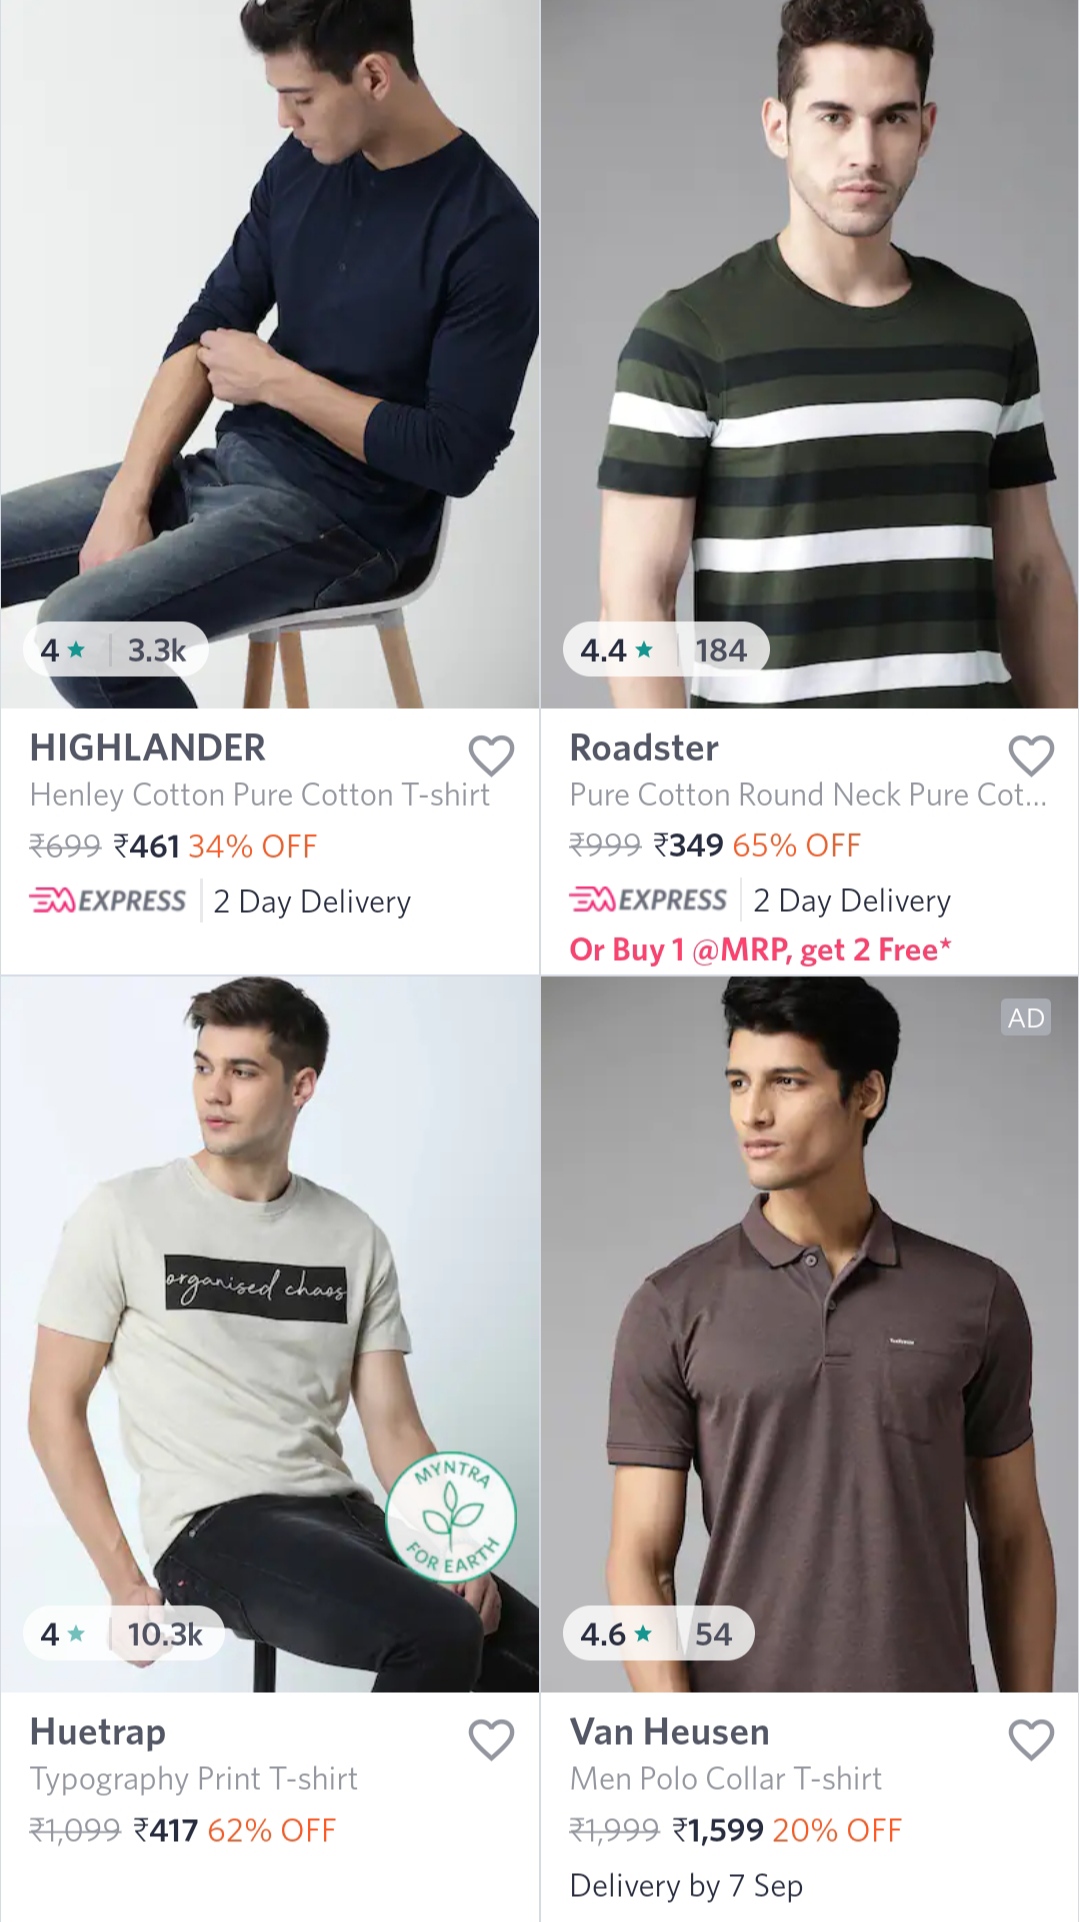 4 ★ | 3.3k
HIGHLANDER
Henley Cotton Pure Cotton T-shirt
₹699 ₹461 34% OFF
EXPRESS | 2 Day Delivery
4.4 ★ | 184
Roadster
Pure Cotton Round Neck Pure Cot...
₹999 ₹349 65% OFF
EXPRESS | 2 Day Delivery
Or Buy 1 @MRP, get 2 Free*
organised chaos
MYNTRA
FOR EARTH
4 ★ | 10.3k
Huetrap
Typography Print T-shirt
₹1,099 ₹417 62% OFF
AD
4.6 ★ | 54
Van Heusen
Men Polo Collar T-shirt
₹1,999 ₹1,599 20% OFF
Delivery by 7 Sep